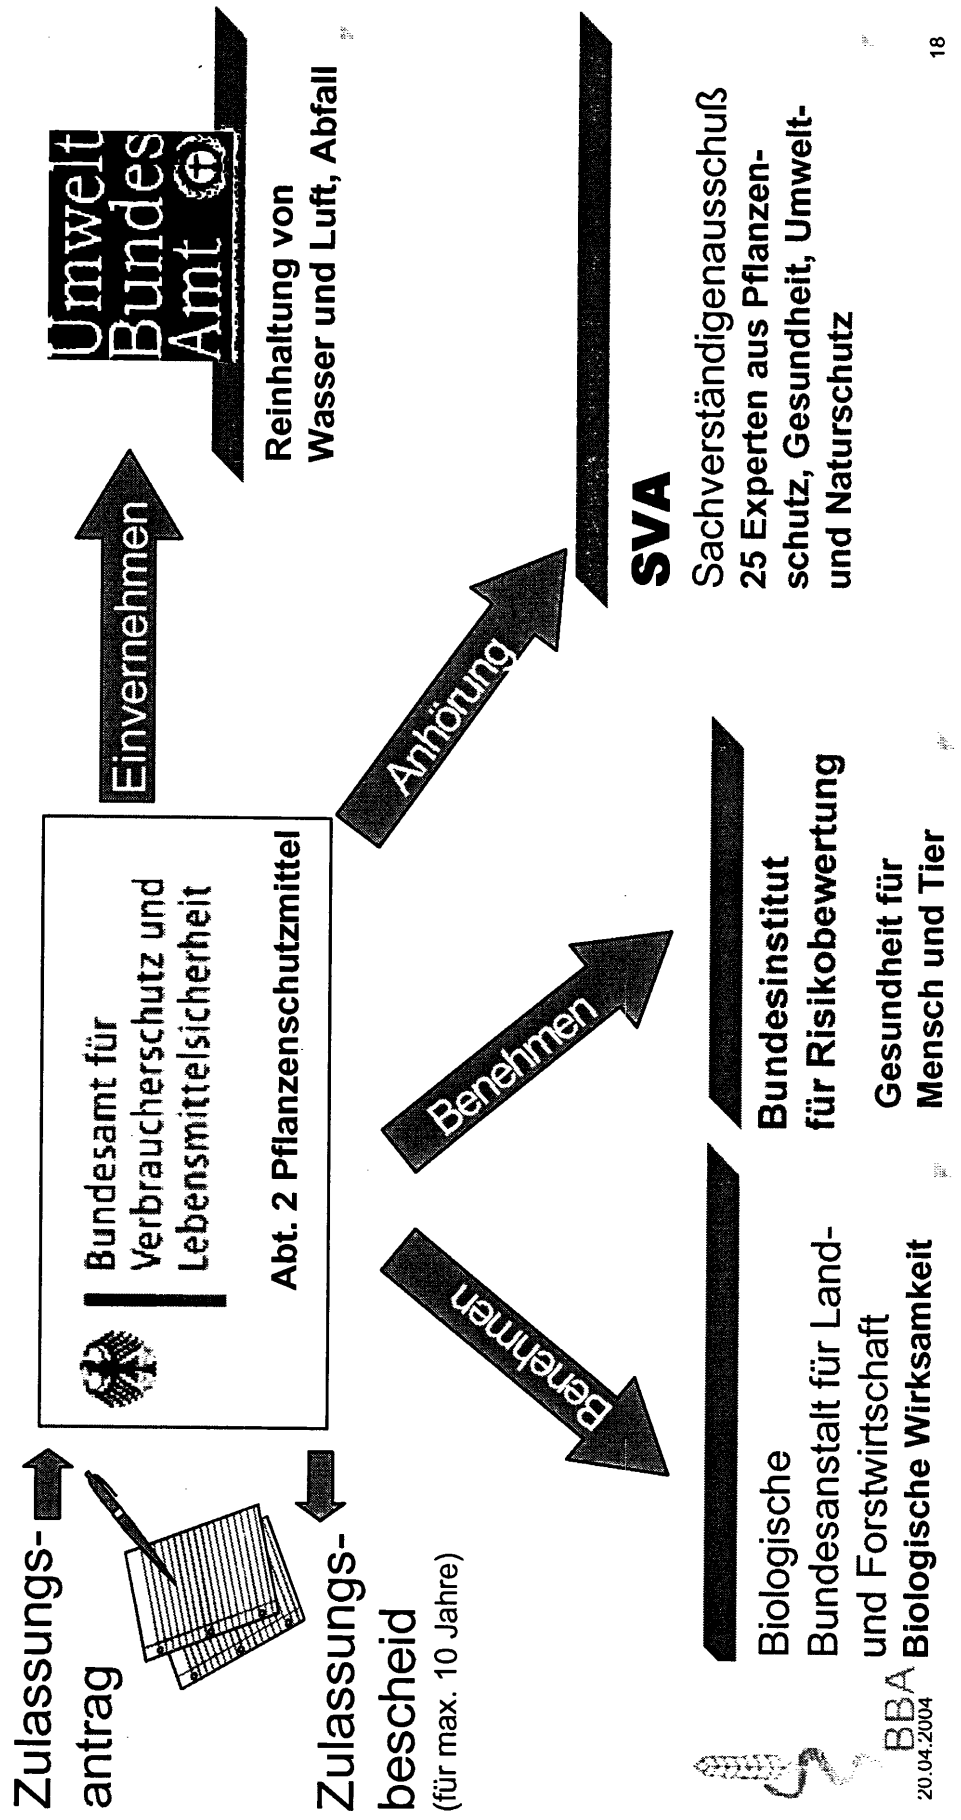 Zulassungs-
antrag
Zulassungs-
bescheid
(für max. 10 Jahre)
Bundesamt für
Verbraucherschutz und
Lebensmittelsicherheit
Abt. 2 Pflanzenschutzmittel
Einvernehmen
Umwelt
Bundes
Amt
Reinhaltung von
Wasser und Luft, Abfall
Benehmen
Benehmen
Anhörung
Biologische
Bundesanstalt für Land-
und Forstwirtschaft
Biologische Wirksamkeit
BBA
Bundesinstitut
für Risikobewertung
Gesundheit für
Mensch und Tier
SVA
Sachverständigenausschuß
25 Experten aus Pflanzen-
schutz, Gesundheit, Umwelt-
und Naturschutz
20.04.2004
18